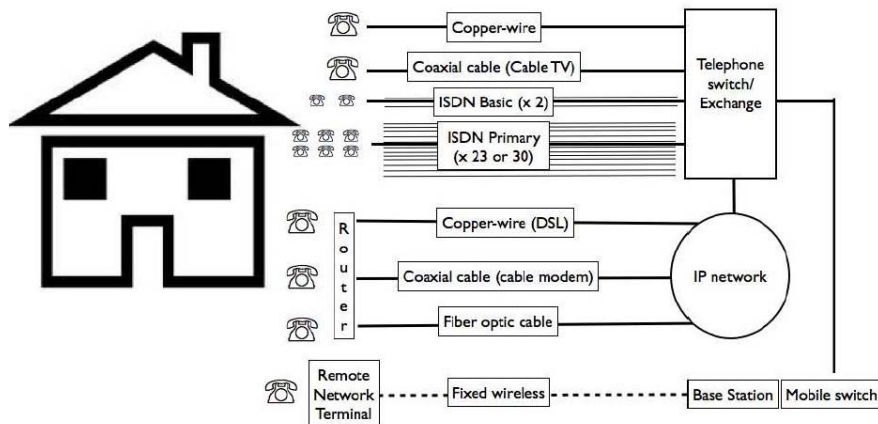 Copper-wire
Coaxial cable (Cable TV)
Telephone
switch/
Exchange
ISDN Basic (x 2)
ISDN Primary
(x 23 or 30)
R
o
u
t
e
r
Copper-wire (DSL)
Coaxial cable (cable modem)
IP network
Fiber optic cable
Remote
Network
Terminal
Fixed wireless
Base Station
Mobile switch